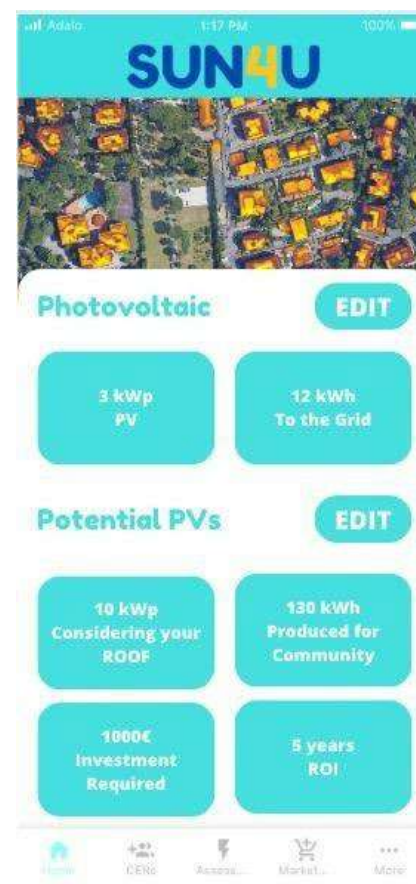 Adalo 1:17 PM 100%
SUN4U
Photovoltaic EDIT
3 kWp
PV
12 kWh
To the Grid
Potential PVs EDIT
10 kWp
Considering your
ROOF
130 kWh
Produced for
Community
1000€
Investment
Required
5 years
ROI
Home CERs Assess... Market... More